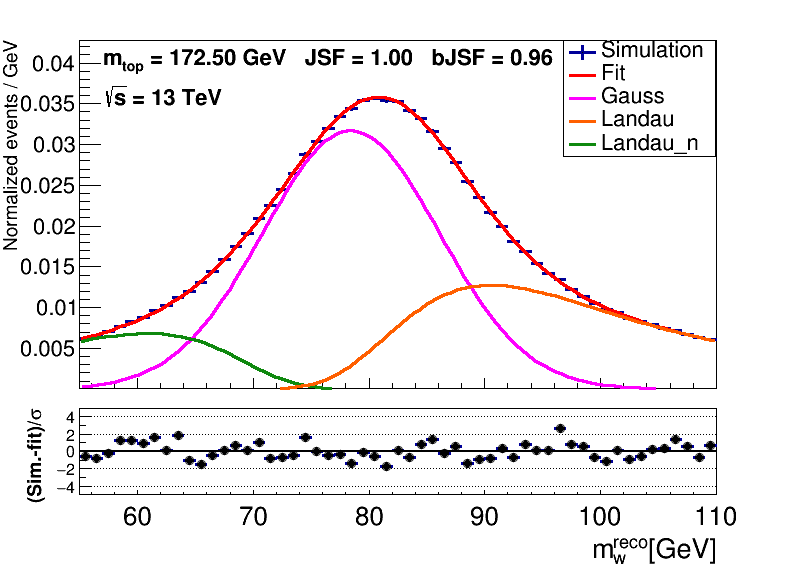 m_top = 172.50 GeV JSF = 1.00 bJSF = 0.96
√s = 13 TeV
Simulation
Fit
Gauss
Landau
Landau_n
Normalized events / GeV
0.04
0.035
0.03
0.025
0.02
0.015
0.01
0.005
(Sim.-fit)/σ
4
2
0
−2
−4
60 70 80 90 100 110
m_w^reco[GeV]